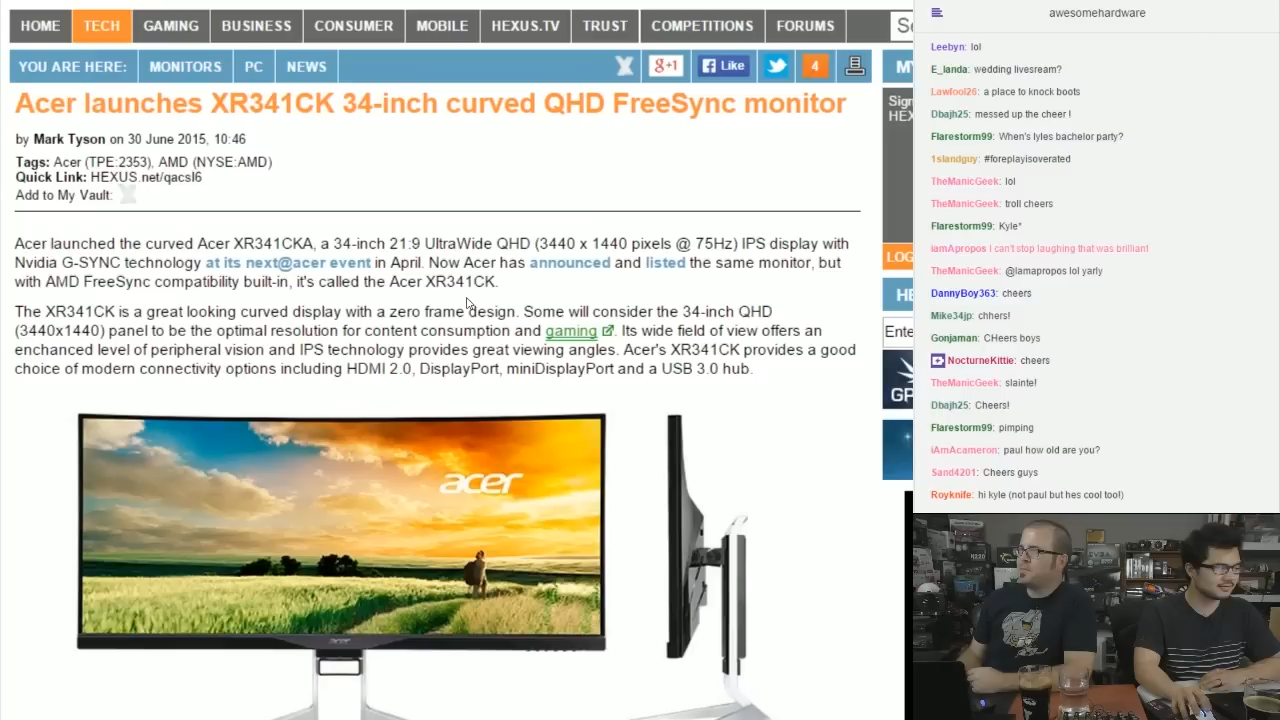 HOME TECH GAMING BUSINESS CONSUMER MOBILE HEXUS.TV TRUST COMPETITIONS FORUMS
YOU ARE HERE: MONITORS PC NEWS g+1 Like 4
Acer launches XR341CK 34-inch curved QHD FreeSync monitor
by Mark Tyson on 30 June 2015, 10:46
Tags: Acer (TPE:2353), AMD (NYSE:AMD)
Quick Link: HEXUS.net/qacsl6
Add to My Vault:
Acer launched the curved Acer XR341CKA, a 34-inch 21:9 UltraWide QHD (3440 x 1440 pixels @ 75Hz) IPS display with
Nvidia G-SYNC technology at its next@acer event in April. Now Acer has announced and listed the same monitor, but
with AMD FreeSync compatibility built-in, it's called the Acer XR341CK.
The XR341CK is a great looking curved display with a zero frame design. Some will consider the 34-inch QHD
(3440x1440) panel to be the optimal resolution for content consumption and gaming. Its wide field of view offers an
enchanced level of peripheral vision and IPS technology provides great viewing angles. Acer's XR341CK provides a good
choice of modern connectivity options including HDMI 2.0, DisplayPort, miniDisplayPort and a USB 3.0 hub.
acer
acer
Sign
HEX
LOG
HE
Ente
GP
awesomehardware
Leebyn: lol
E_landa: wedding livesream?
Lawfool26: a place to knock boots
Dbajh25: messed up the cheer !
Flarestorm99: When's lyles bachelor party?
1slandguy: #foreplayisoverated
TheManicGeek: lol
TheManicGeek: troll cheers
Flarestorm99: Kyle*
iamApropos I can't stop laughing that was brilliant
TheManicGeek: @Iamapropos lol yarly
DannyBoy363: cheers
Mike34jp: chhers!
Gonjaman: CHeers boys
NocturneKittie: cheers
TheManicGeek: slainte!
Dbajh25: Cheers!
Flarestorm99: pimping
iAmAcameron: paul how old are you?
Sand4201: Cheers guys
Royknife: hi kyle (not paul but hes cool too!)